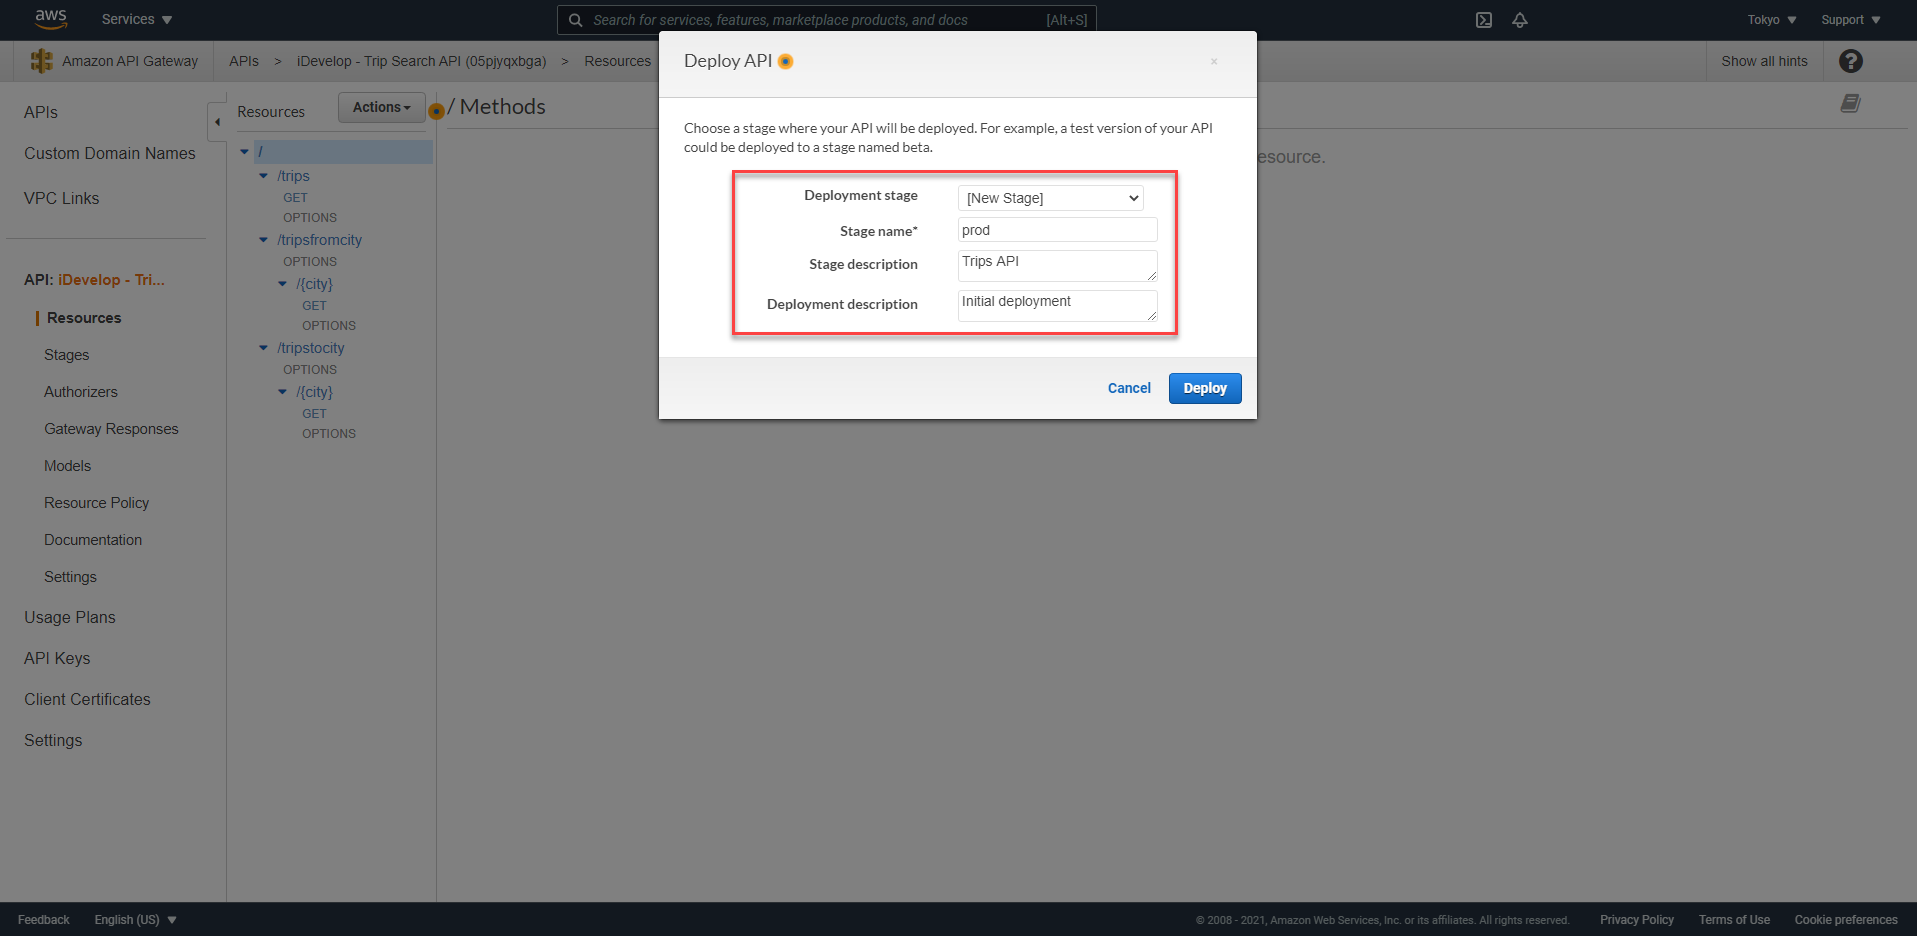 aws
Services
Search for services, features, marketplace products, and docs
[Alt+S]
Tokyo
Support
Amazon API Gateway
APIs > iDevelop - Trip Search API (05pjyqxbga) > Resources
Show all hints
?
APIs
Custom Domain Names
VPC Links
API: iDevelop - Tri...
Resources
Stages
Authorizers
Gateway Responses
Models
Resource Policy
Documentation
Settings
Usage Plans
API Keys
Client Certificates
Settings
Resources
Actions
/
/trips
GET
OPTIONS
/tripsfromcity
OPTIONS
/{city}
GET
OPTIONS
/tripstocity
OPTIONS
/{city}
GET
OPTIONS
/ Methods
esource.
Deploy API
×
Choose a stage where your API will be deployed. For example, a test version of your API
could be deployed to a stage named beta.
Deployment stage [New Stage]
Stage name* prod
Stage description Trips API
Deployment description Initial deployment
Cancel
Deploy
Feedback
English (US)
© 2008 - 2021, Amazon Web Services, Inc. or its affiliates. All rights reserved.
Privacy Policy
Terms of Use
Cookie preferences